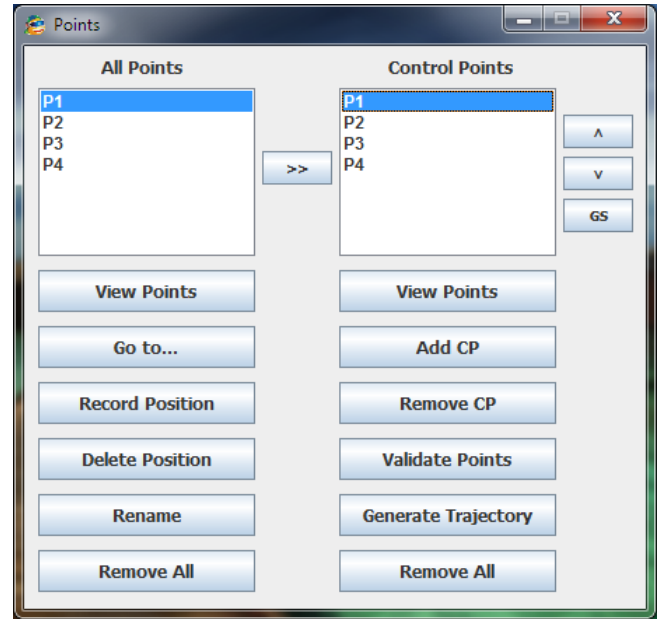 Points
All Points
P1
P2
P3
P4
>>
Control Points
P1
P2
P3
P4
^
v
GS
View Points
Go to...
Record Position
Delete Position
Rename
Remove All
View Points
Add CP
Remove CP
Validate Points
Generate Trajectory
Remove All